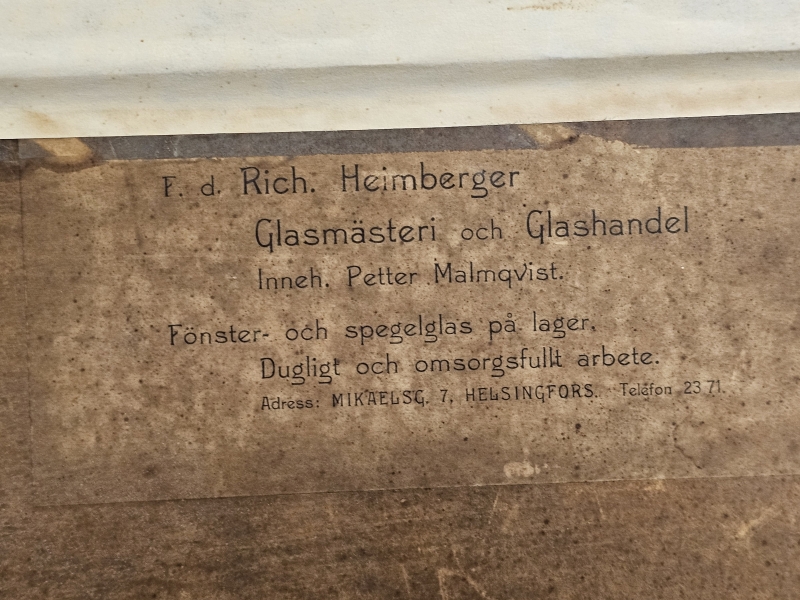 F. d. Rich. Heimberger
Glasmästeri och Glashandel
Inneh. Petter Malmqvist.
Fönster- och spegelglas på lager.
Dugligt och omsorgsfullt arbete.
Adress: MIKAELSG. 7. HELSINGFORS. Telefon 23 71.